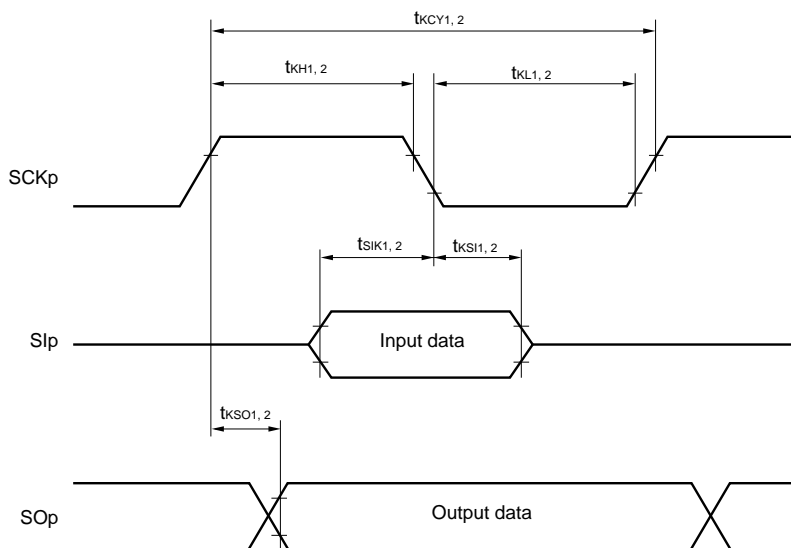 tKCY1, 2
tKH1, 2
tKL1, 2
SCKp
tSIK1, 2
tKSI1, 2
SIp
Input data
tKSO1, 2
SOp
Output data